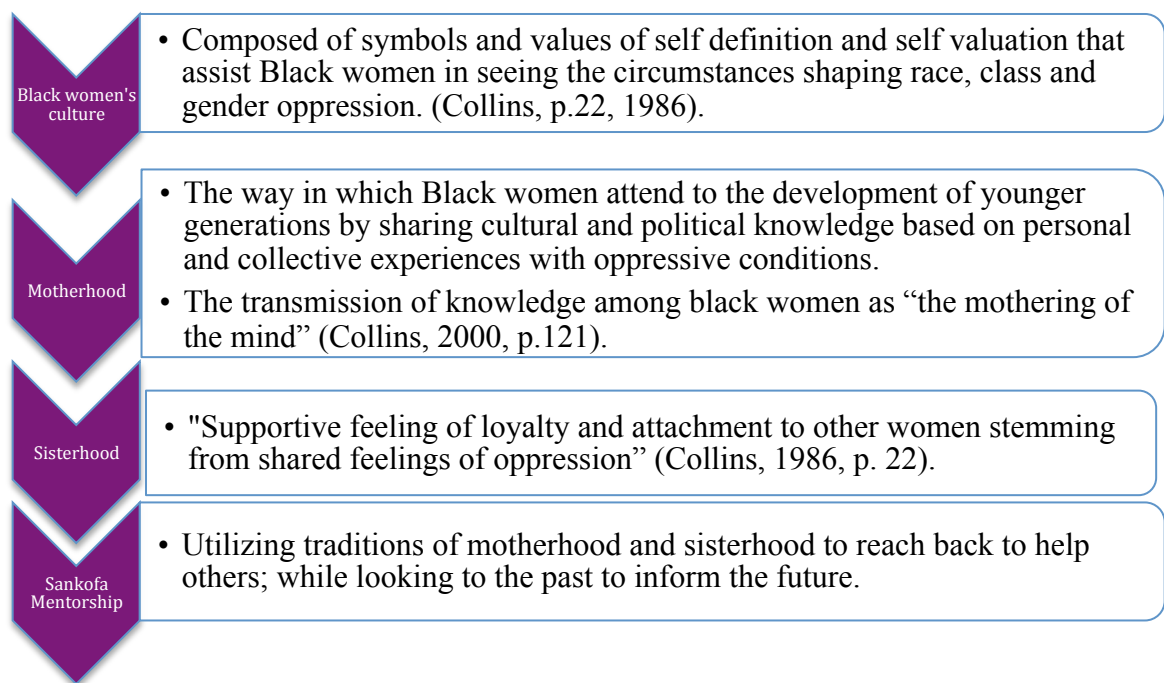 Black women's
culture
• Composed of symbols and values of self definition and self valuation that
assist Black women in seeing the circumstances shaping race, class and
gender oppression. (Collins, p.22, 1986).
Motherhood
• The way in which Black women attend to the development of younger
generations by sharing cultural and political knowledge based on personal
and collective experiences with oppressive conditions.
• The transmission of knowledge among black women as “the mothering of
the mind” (Collins, 2000, p.121).
Sisterhood
• "Supportive feeling of loyalty and attachment to other women stemming
from shared feelings of oppression” (Collins, 1986, p. 22).
Sankofa
Mentorship
• Utilizing traditions of motherhood and sisterhood to reach back to help
others; while looking to the past to inform the future.